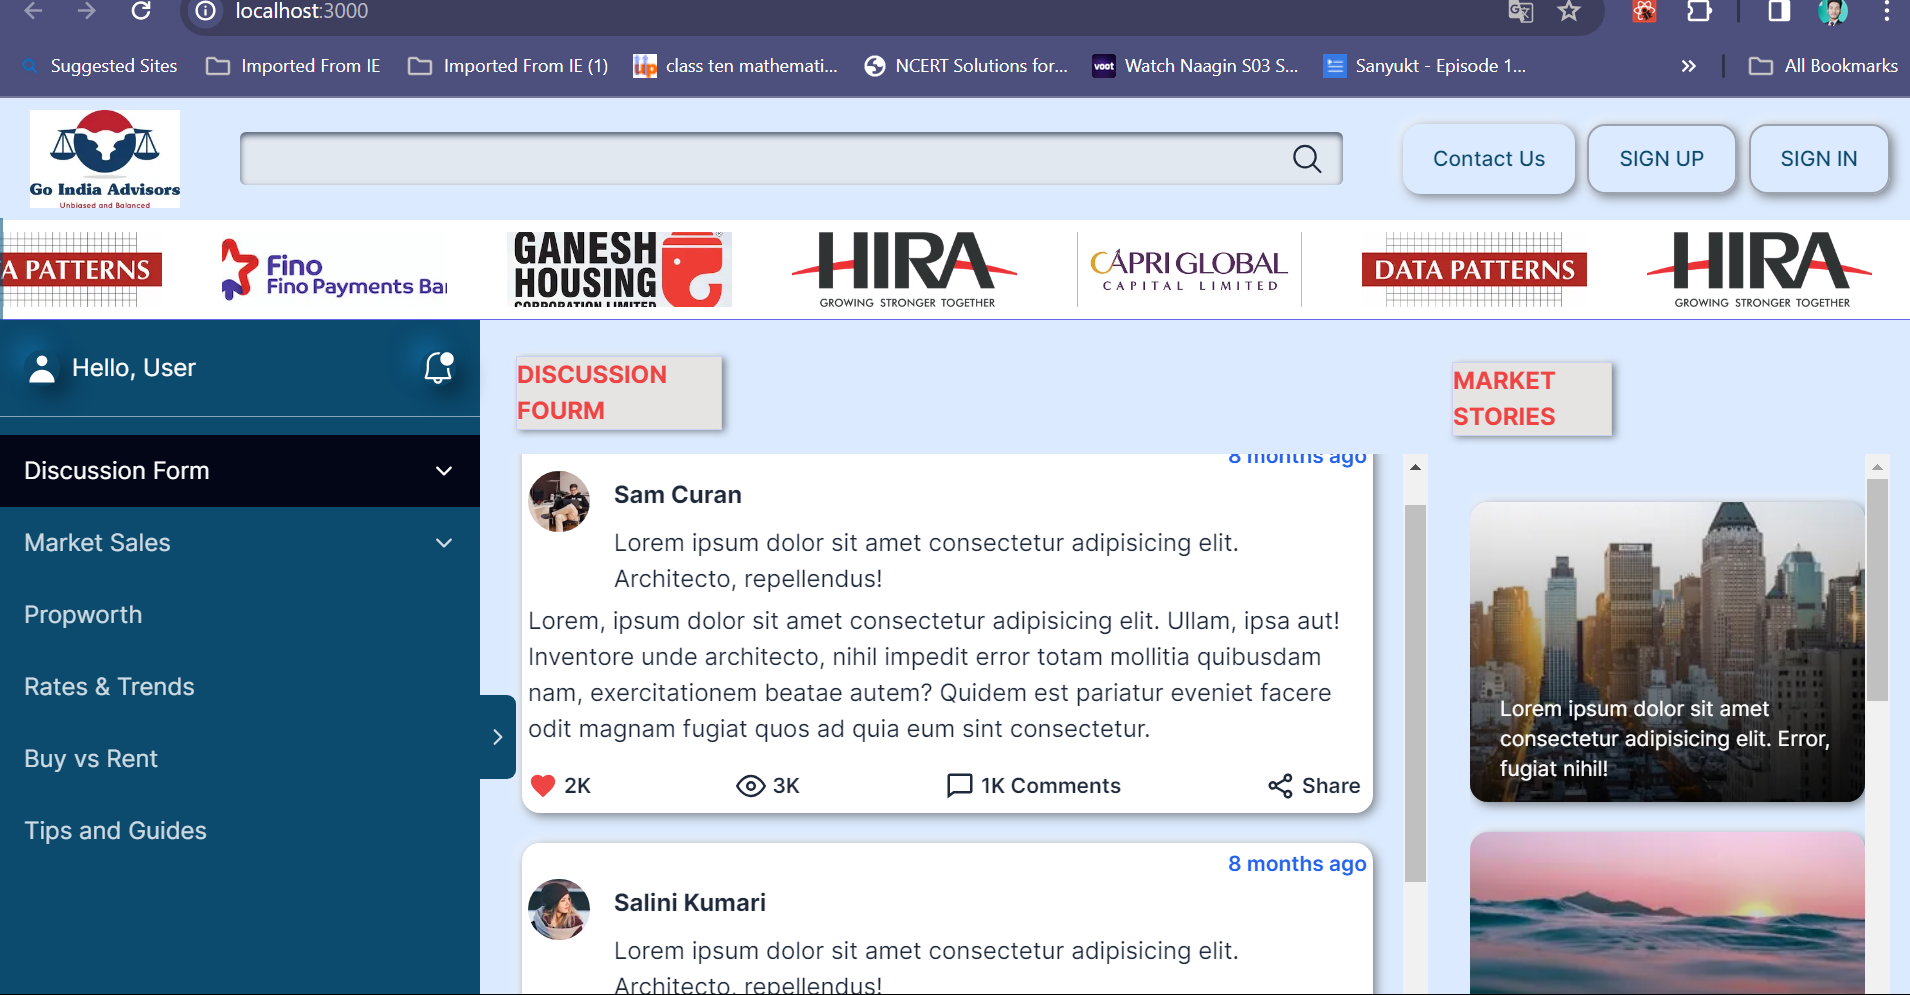 localhost:3000
Suggested Sites
Imported From IE
Imported From IE (1)
class ten mathemati...
NCERT Solutions for...
voot
Watch Naagin S03 S...
Sanyukt - Episode 1...
All Bookmarks
Go India Advisors
Unbiased and Balanced
Contact Us
SIGN UP
SIGN IN
A PATTERNS
Fino
Fino Payments Ba
GANESH
HOUSING
CORPORATION LIMITED
HIRA
GROWING STRONGER TOGETHER
CAPRI GLOBAL
CAPITAL LIMITED
DATA PATTERNS
HIRA
GROWING STRONGER TOGETHER
Hello, User
Discussion Form
Market Sales
Propworth
Rates & Trends
Buy vs Rent
Tips and Guides
DISCUSSION
FOURM
8 months ago
Sam Curan
Lorem ipsum dolor sit amet consectetur adipisicing elit.
Architecto, repellendus!
Lorem, ipsum dolor sit amet consectetur adipisicing elit. Ullam, ipsa aut!
Inventore unde architecto, nihil impedit error totam mollitia quibusdam
nam, exercitationem beatae autem? Quidem est pariatur eveniet facere
odit magnam fugiat quos ad quia eum sint consectetur.
2K
3K
1K Comments
Share
8 months ago
Salini Kumari
Lorem ipsum dolor sit amet consectetur adipisicing elit.
Architecto, repellendus!
MARKET
STORIES
Lorem ipsum dolor sit amet
consectetur adipisicing elit. Error,
fugiat nihil!